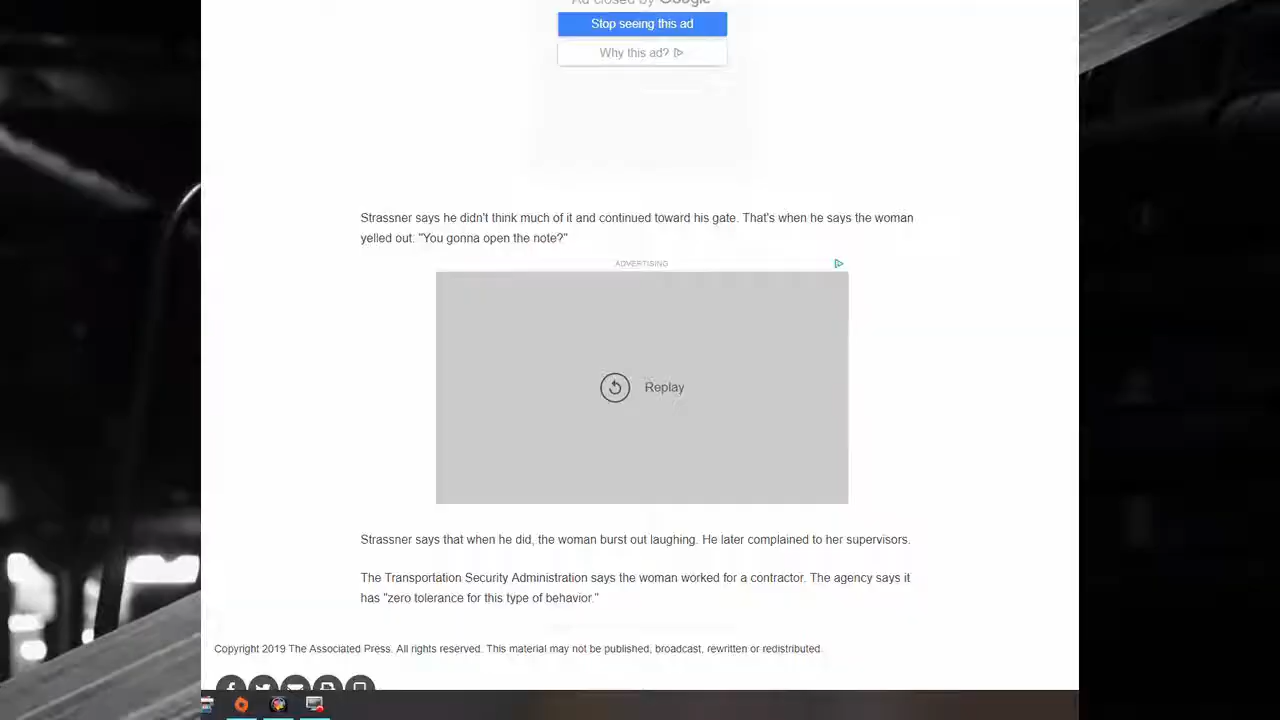 Ad closed by Google
Stop seeing this ad
Why this ad?
Strassner says he didn't think much of it and continued toward his gate. That's when he says the woman
yelled out. "You gonna open the note?"
ADVERTISING
Replay
Strassner says that when he did, the woman burst out laughing. He later complained to her supervisors.
The Transportation Security Administration says the woman worked for a contractor. The agency says it
has "zero tolerance for this type of behavior."
Copyright 2019 The Associated Press. All rights reserved. This material may not be published, broadcast, rewritten or redistributed.